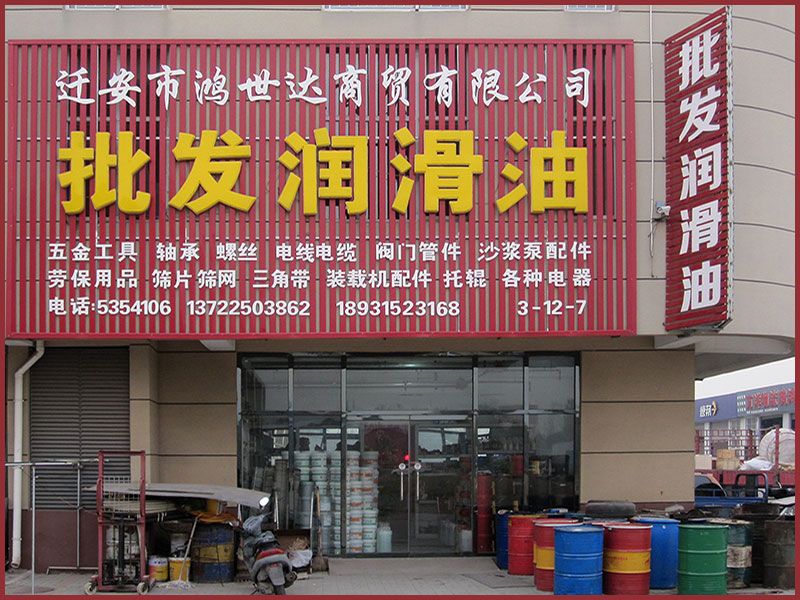 迁安市鸿世达商贸有限公司
批发润滑油
五金工具 轴承 螺丝 电线电缆 阀门管件 沙浆泵配件
劳保用品 筛片筛网 三角带 装载机配件 托辊 各种电器
电话:5354106 13722503862 18931523168 3-12-7
批发润滑油